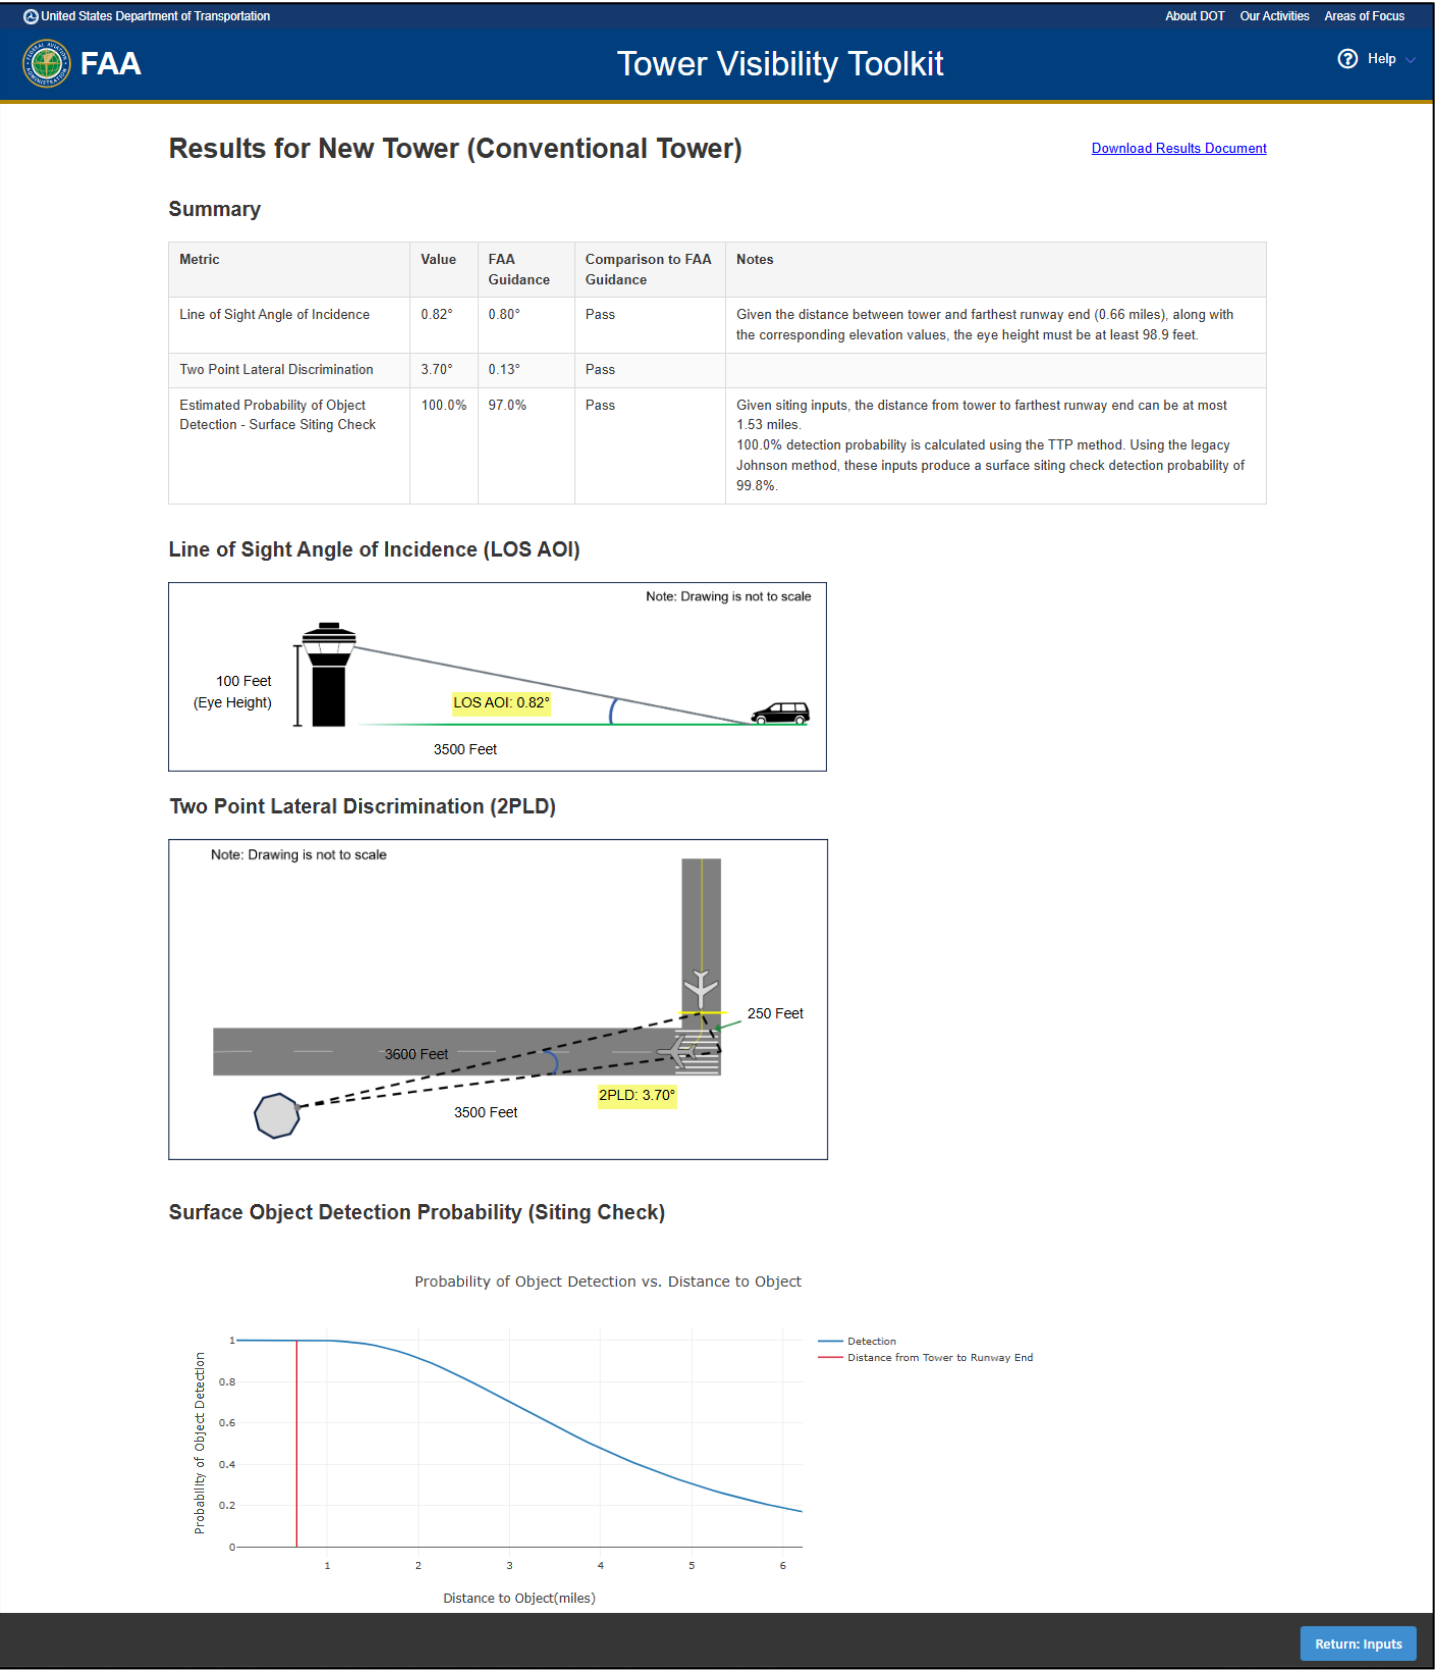 United States Department of Transportation
About DOT Our Activities Areas of Focus
FAA
Tower Visibility Toolkit
Help
Results for New Tower (Conventional Tower)
Download Results Document
Summary
Metric Value FAA Guidance Comparison to FAA Guidance Notes
Line of Sight Angle of Incidence 0.82° 0.80° Pass Given the distance between tower and farthest runway end (0.66 miles), along with
the corresponding elevation values, the eye height must be at least 98.9 feet.
Two Point Lateral Discrimination 3.70° 0.13° Pass
Estimated Probability of Object
Detection - Surface Siting Check
100.0% 97.0% Pass
Given siting inputs, the distance from tower to farthest runway end can be at most
1.53 miles.
100.0% detection probability is calculated using the TTP method. Using the legacy
Johnson method, these inputs produce a surface siting check detection probability of
99.8%.
Line of Sight Angle of Incidence (LOS AOI)
Note: Drawing is not to scale
100 Feet
(Eye Height)
LOS AOI: 0.82°
3500 Feet
Two Point Lateral Discrimination (2PLD)
Note: Drawing is not to scale
250 Feet
3600 Feet
2PLD: 3.70°
3500 Feet
Surface Object Detection Probability (Siting Check)
Probability of Object Detection vs. Distance to Object
Probability of Object Detection
1
0.8
0.6
0.4
0.2
0
1 2 3 4 5 6
Distance to Object(miles)
Detection
Distance from Tower to Runway End
Return: Inputs